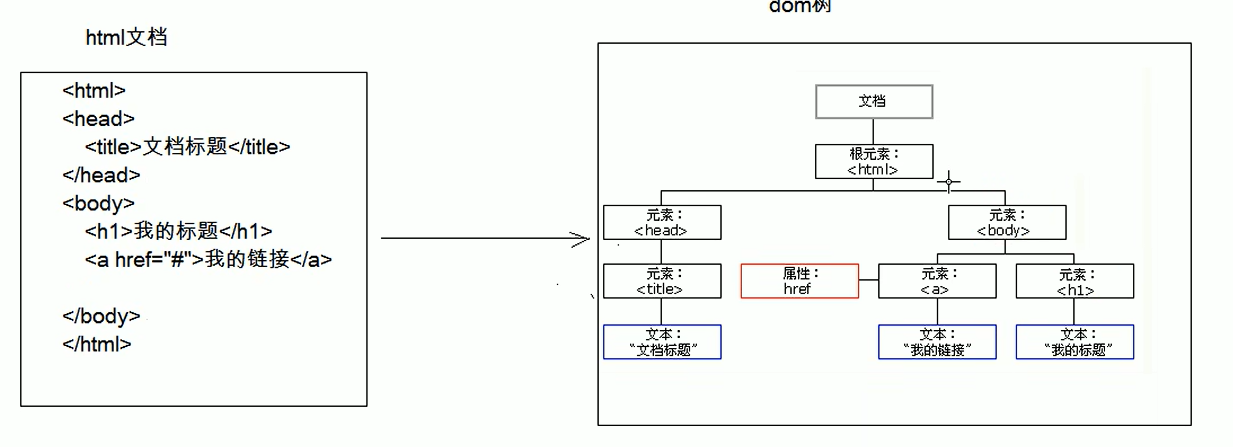 dom树
html文档
<html>
<head>
<title>文档标题</title>
</head>
<body>
<h1>我的标题</h1>
<a href="#">我的链接</a>
</body>
</html>
文档
根元素：
<html>
元素：
<head>
元素：
<body>
元素：
<title>
属性：
href
元素：
<a>
元素：
<h1>
文本：
“文档标题”
文本：
“我的链接”
文本：
“我的标题”